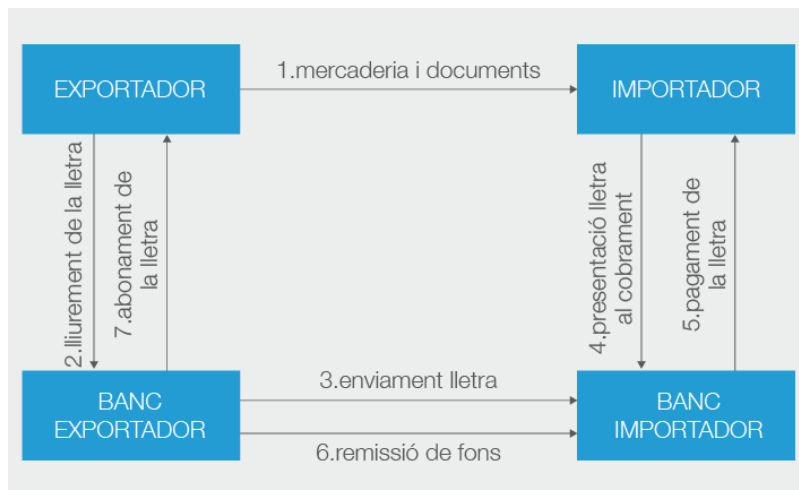 1.mercaderia i documents
EXPORTADOR
IMPORTADOR
2.lliurement de la lletra
7.abonament de
la lletra
4.presentació lletra
al cobrament
5.pagament de
la lletra
BANC
EXPORTADOR
3.enviament lletra
6.remissió de fons
BANC
IMPORTADOR